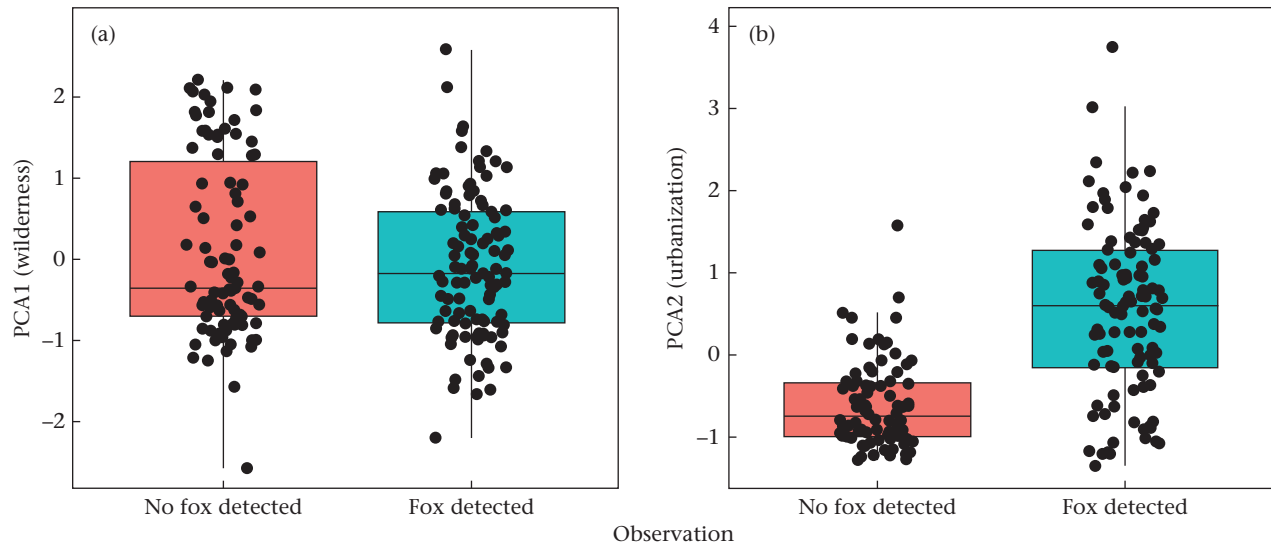 (a)
PCA1 (wilderness)
2
1
0
−1
−2
No fox detected
Fox detected
(b)
PCA2 (urbanization)
4
3
2
1
0
−1
No fox detected
Fox detected
Observation